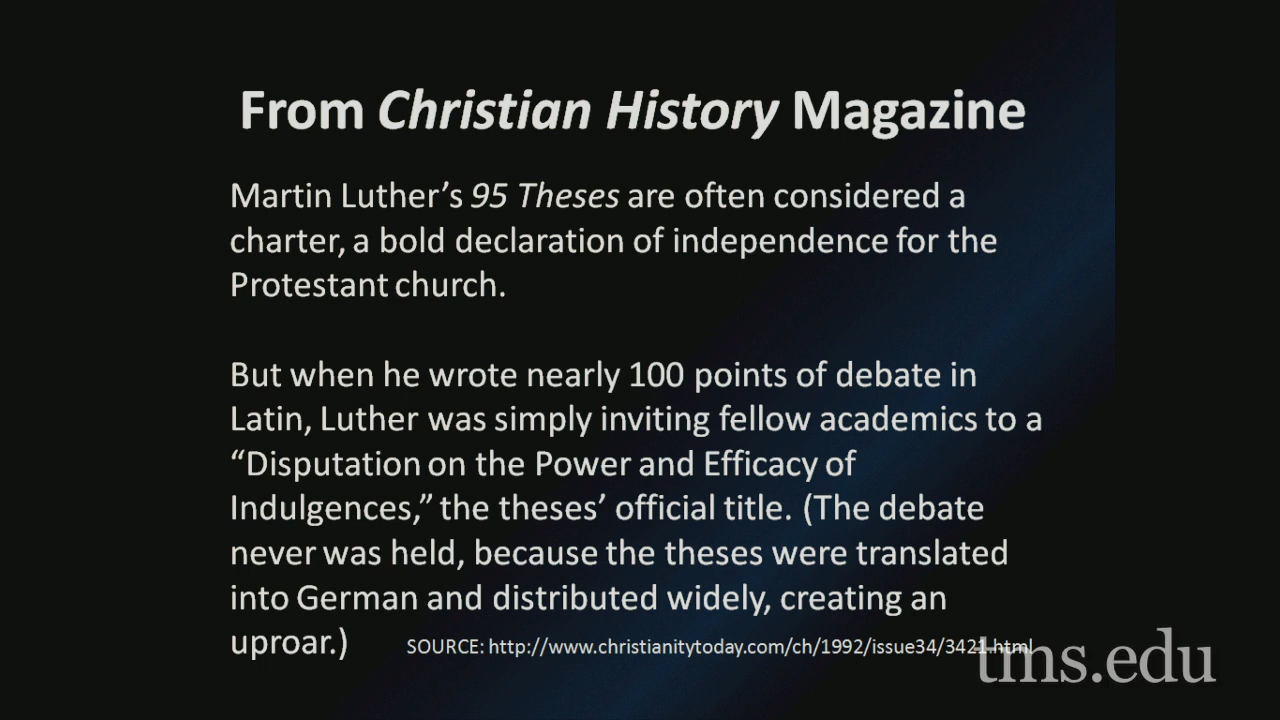 From Christian History Magazine
Martin Luther’s 95 Theses are often considered a
charter, a bold declaration of independence for the
Protestant church.
But when he wrote nearly 100 points of debate in
Latin, Luther was simply inviting fellow academics to a
“Disputation on the Power and Efficacy of
Indulgences,” the theses’ official title. (The debate
never was held, because the theses were translated
into German and distributed widely, creating an
uproar.)
SOURCE: http://www.christianitytoday.com/ch/1992/issue34/3421.html
tms.edu